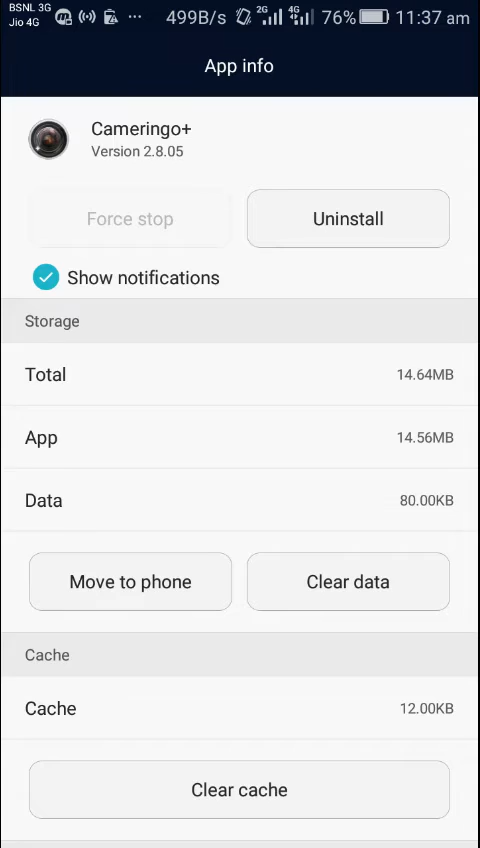 BSNL 3G
Jio 4G
499B/s 2G 4G 76% 11:37 am
App info
Cameringo+
Version 2.8.05
Force stop
Uninstall
Show notifications
Storage
Total 14.64MB
App 14.56MB
Data 80.00KB
Move to phone
Clear data
Cache
Cache 12.00KB
Clear cache